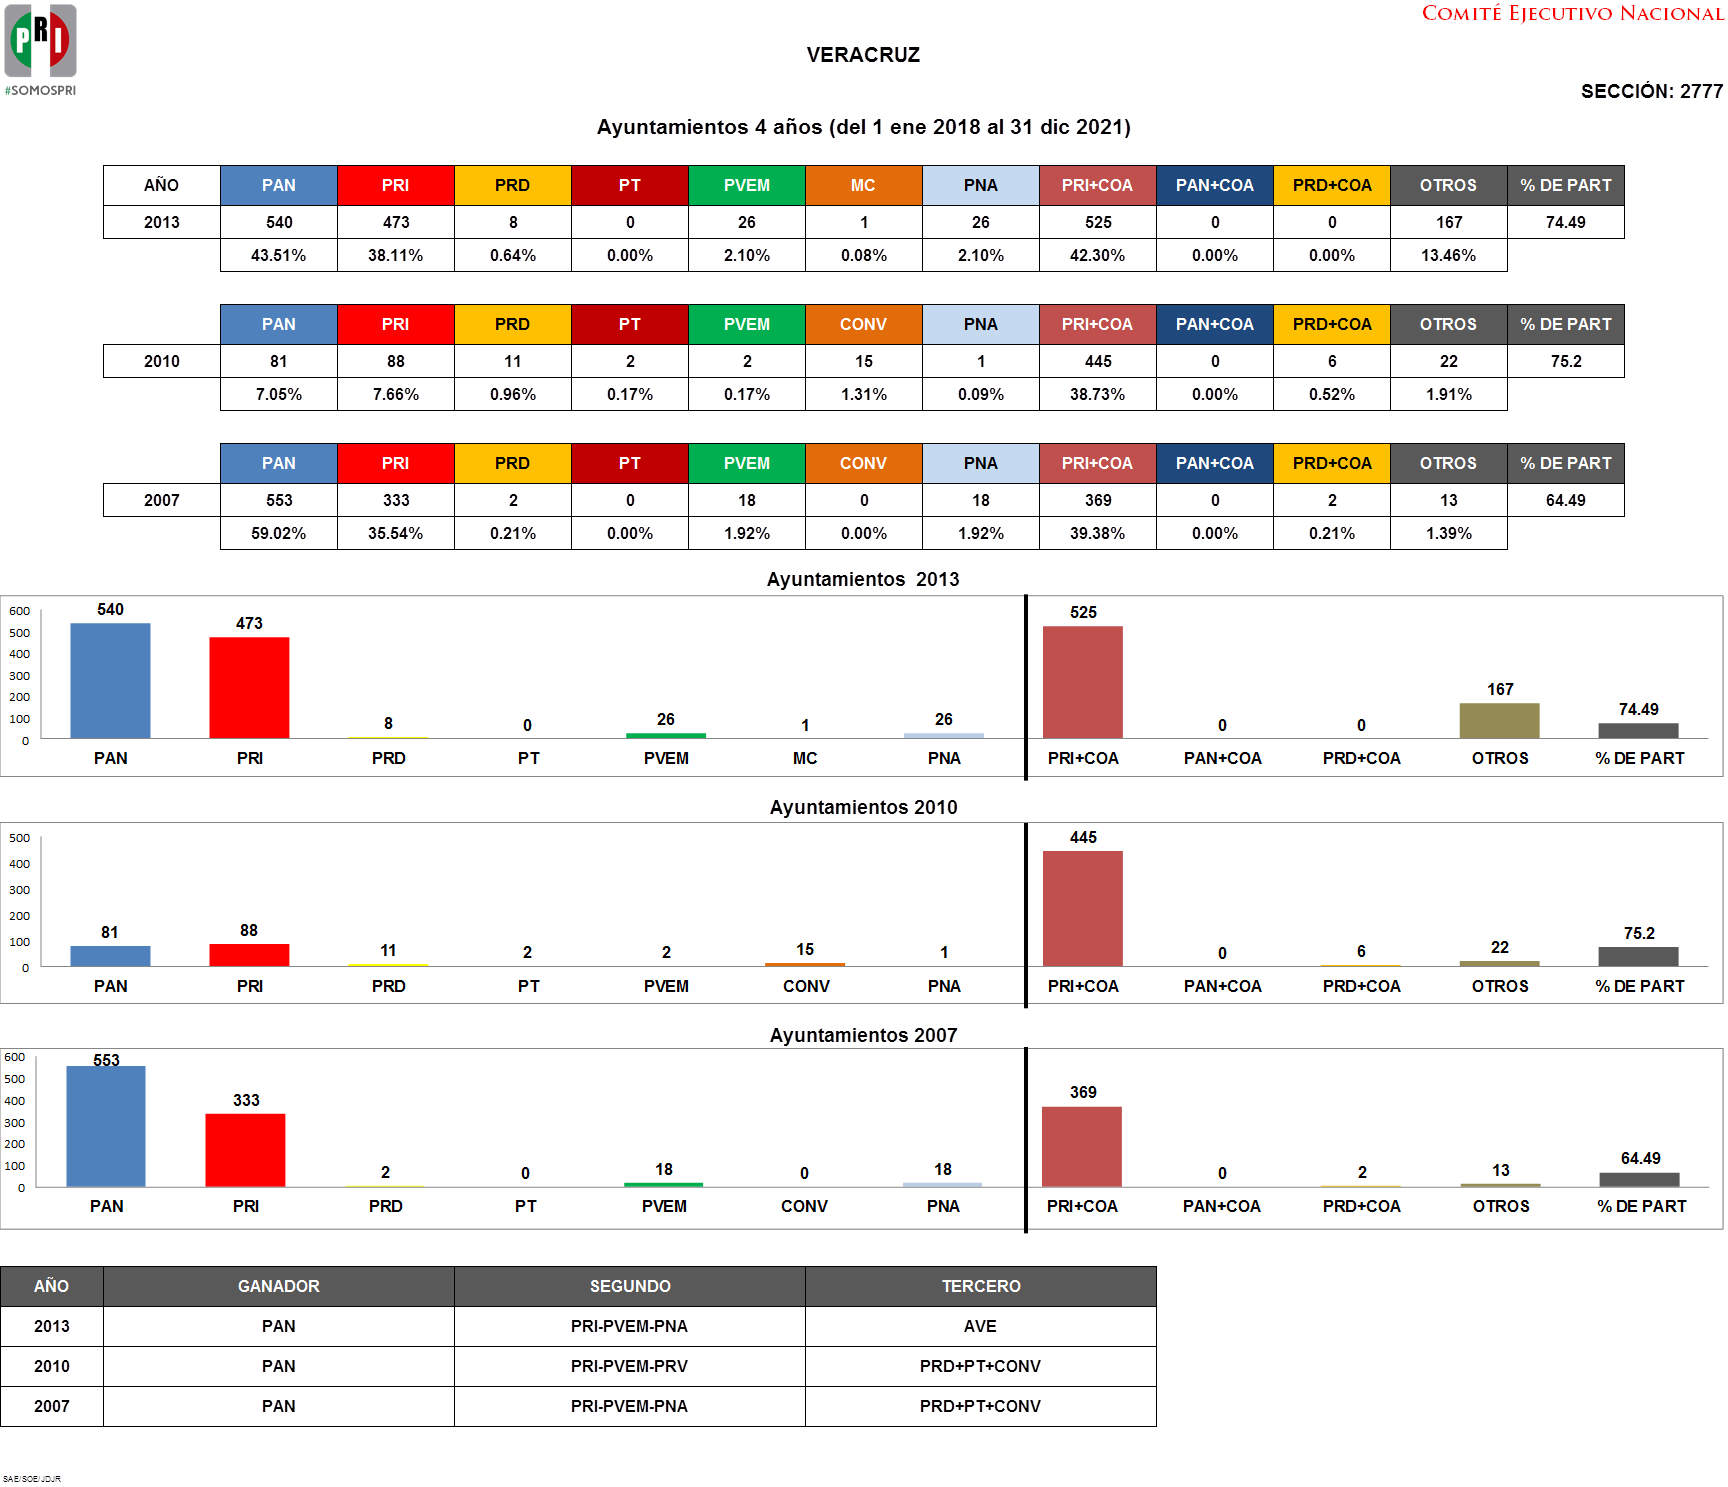 PRI
#SOMOSPRI
COMITÉ EJECUTIVO NACIONAL
VERACRUZ
SECCIÓN: 2777
Ayuntamientos 4 años (del 1 ene 2018 al 31 dic 2021)
AÑO PAN PRI PRD PT PVEM MC PNA PRI+COA PAN+COA PRD+COA OTROS % DE PART
2013 540 473 8 0 26 1 26 525 0 0 167 74.49
43.51% 38.11% 0.64% 0.00% 2.10% 0.08% 2.10% 42.30% 0.00% 0.00% 13.46%
PAN PRI PRD PT PVEM CONV PNA PRI+COA PAN+COA PRD+COA OTROS % DE PART
2010 81 88 11 2 2 15 1 445 0 6 22 75.2
7.05% 7.66% 0.96% 0.17% 0.17% 1.31% 0.09% 38.73% 0.00% 0.52% 1.91%
PAN PRI PRD PT PVEM CONV PNA PRI+COA PAN+COA PRD+COA OTROS % DE PART
2007 553 333 2 0 18 0 18 369 0 2 13 64.49
59.02% 35.54% 0.21% 0.00% 1.92% 0.00% 1.92% 39.38% 0.00% 0.21% 1.39%
Ayuntamientos 2013
600
500
400
300
200
100
0
540 473 8 0 26 1 26 525 0 0 167 74.49
PAN PRI PRD PT PVEM MC PNA PRI+COA PAN+COA PRD+COA OTROS % DE PART
Ayuntamientos 2010
500
400
300
200
100
0
81 88 11 2 2 15 1 445 0 6 22 75.2
PAN PRI PRD PT PVEM CONV PNA PRI+COA PAN+COA PRD+COA OTROS % DE PART
Ayuntamientos 2007
600
500
400
300
200
100
0
553 333 2 0 18 0 18 369 0 2 13 64.49
PAN PRI PRD PT PVEM CONV PNA PRI+COA PAN+COA PRD+COA OTROS % DE PART
AÑO GANADOR SEGUNDO TERCERO
2013 PAN PRI-PVEM-PNA AVE
2010 PAN PRI-PVEM-PRV PRD+PT+CONV
2007 PAN PRI-PVEM-PNA PRD+PT+CONV
SAE/SOE/JDJR